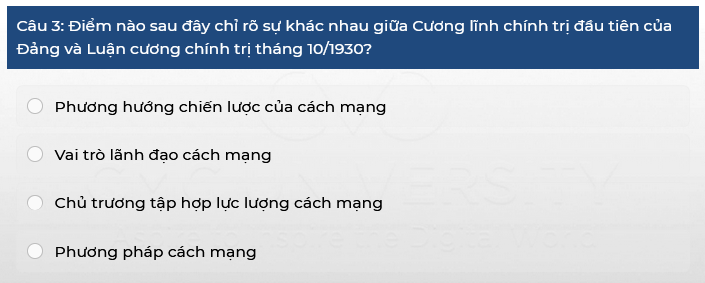 Câu 3: Điểm nào sau đây chỉ rõ sự khác nhau giữa Cương lĩnh chính trị đầu tiên của
Đảng và Luận cương chính trị tháng 10/1930?
Phương hướng chiến lược của cách mạng
Vai trò lãnh đạo cách mạng
Chủ trương tập hợp lực lượng cách mạng
Phương pháp cách mạng